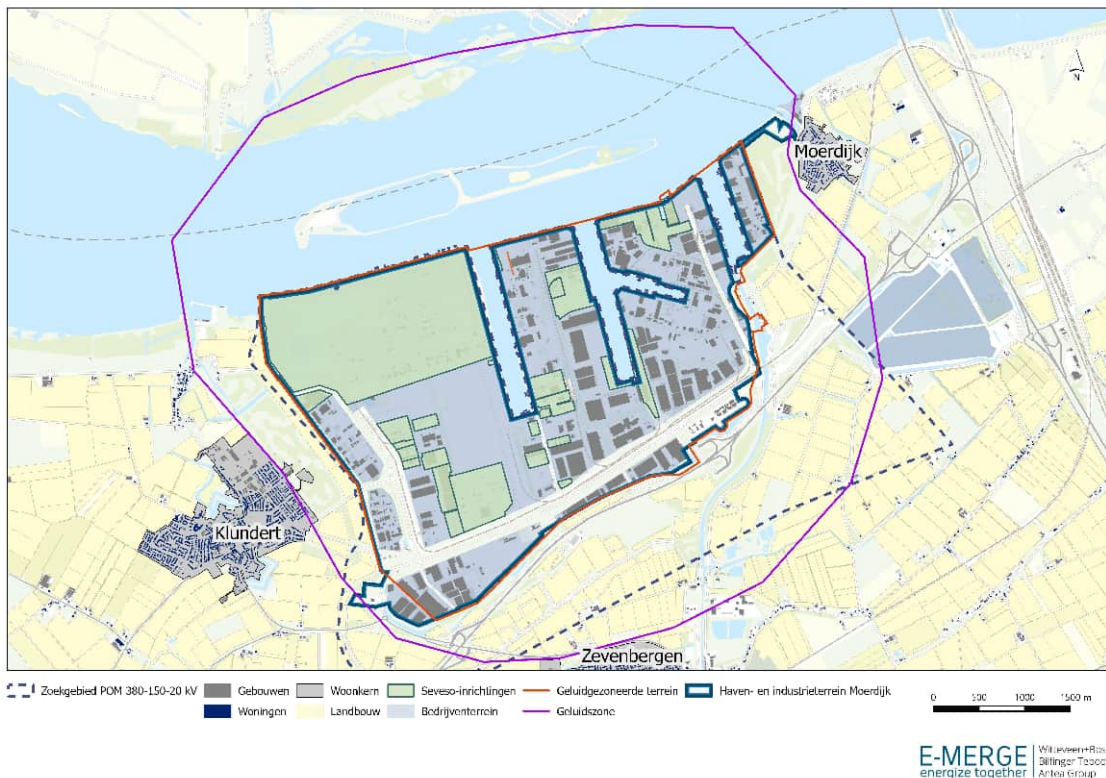 N
Moerdijk
Klundert
Zevenbergen
Zoekgebied POM 380-150-20 kV
Gebouwen
Woonkern
Seveso-inrichtingen
Geluidgezoneerde terrein
Haven- en industrieterrein Moerdijk
Woningen
Landbouw
Bedrijventerrein
Geluidszone
0 500 1000 1500 m
E-MERGE
energize together
Witteveen+Bos
Bilfinger Tebodin
Antea Group